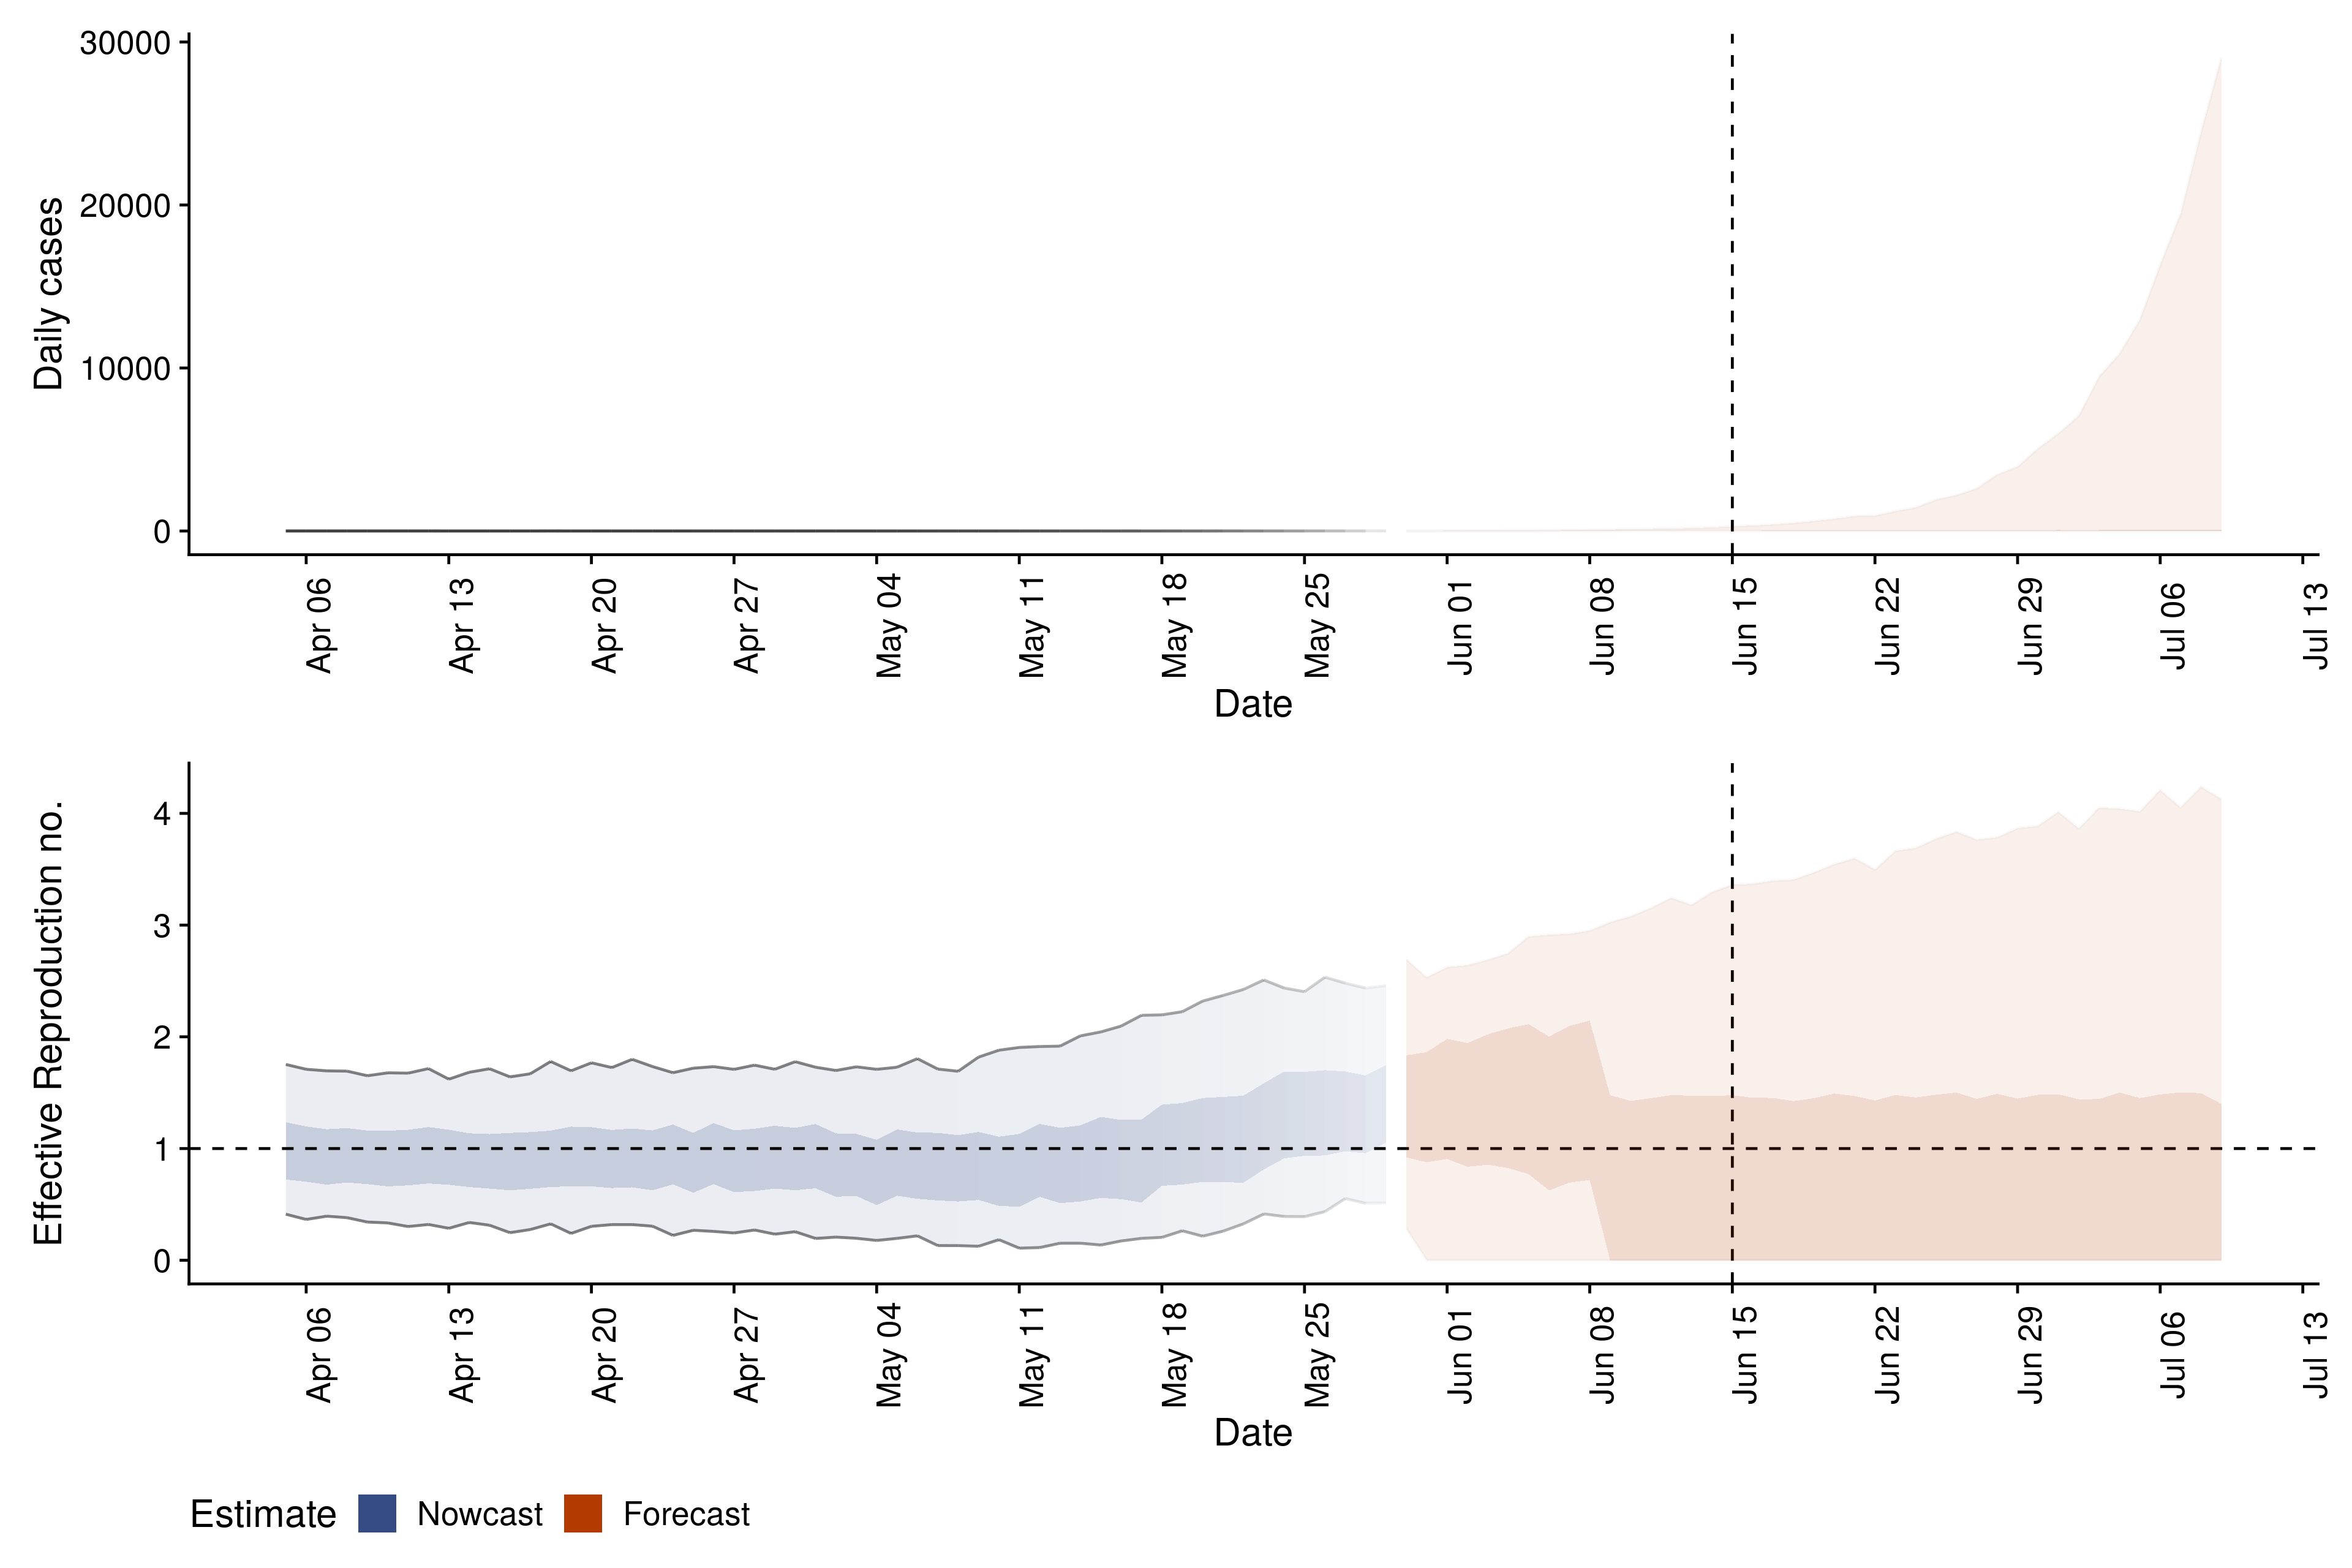 Daily cases
30000
20000
10000
0
Apr 06
Apr 13
Apr 20
Apr 27
May 04
May 11
May 18
May 25
Jun 01
Jun 08
Jun 15
Jun 22
Jun 29
Jul 06
Jul 13
Date
Effective Reproduction no.
4
3
2
1
0
Apr 06
Apr 13
Apr 20
Apr 27
May 04
May 11
May 18
May 25
Jun 01
Jun 08
Jun 15
Jun 22
Jun 29
Jul 06
Jul 13
Date
Estimate Nowcast Forecast